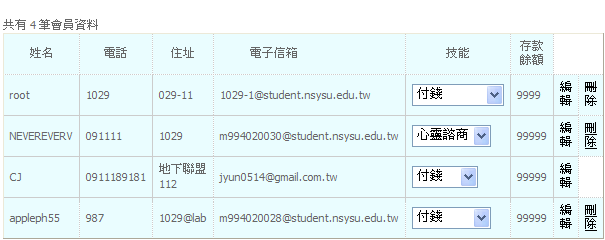 共有 4 筆會員資料
姓名 電話 住址 電子信箱 技能 存款餘額
root 1029 029-11 1029-1@student.nsysu.edu.tw 付錢 9999 編輯 刪除
NEVEREVERV 091111 1029 m994020030@student.nsysu.edu.tw 心靈諮商 99999 編輯 刪除
CJ 0911189181 地下聯盟112 jyun0514@gmail.com.tw 付錢 99999 編輯
appleph55 987 1029@lab m994020028@student.nsysu.edu.tw 付錢 99999 編輯 刪除